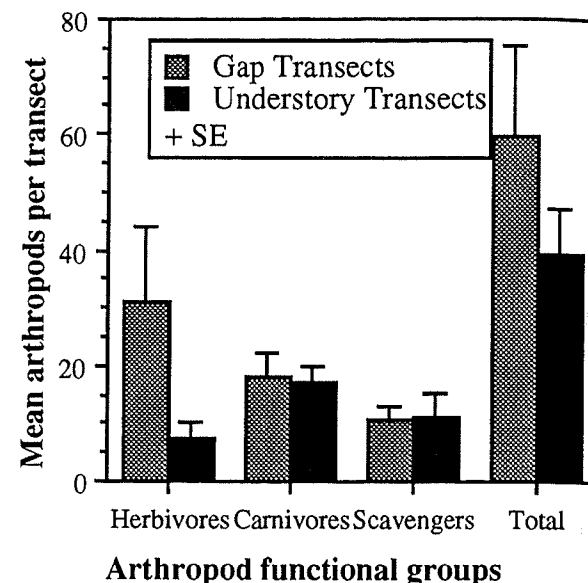 Mean arthropods per transect
80
60
40
20
0
Gap Transects
Understory Transects
+ SE
Herbivores Carnivores Scavengers Total
Arthropod functional groups